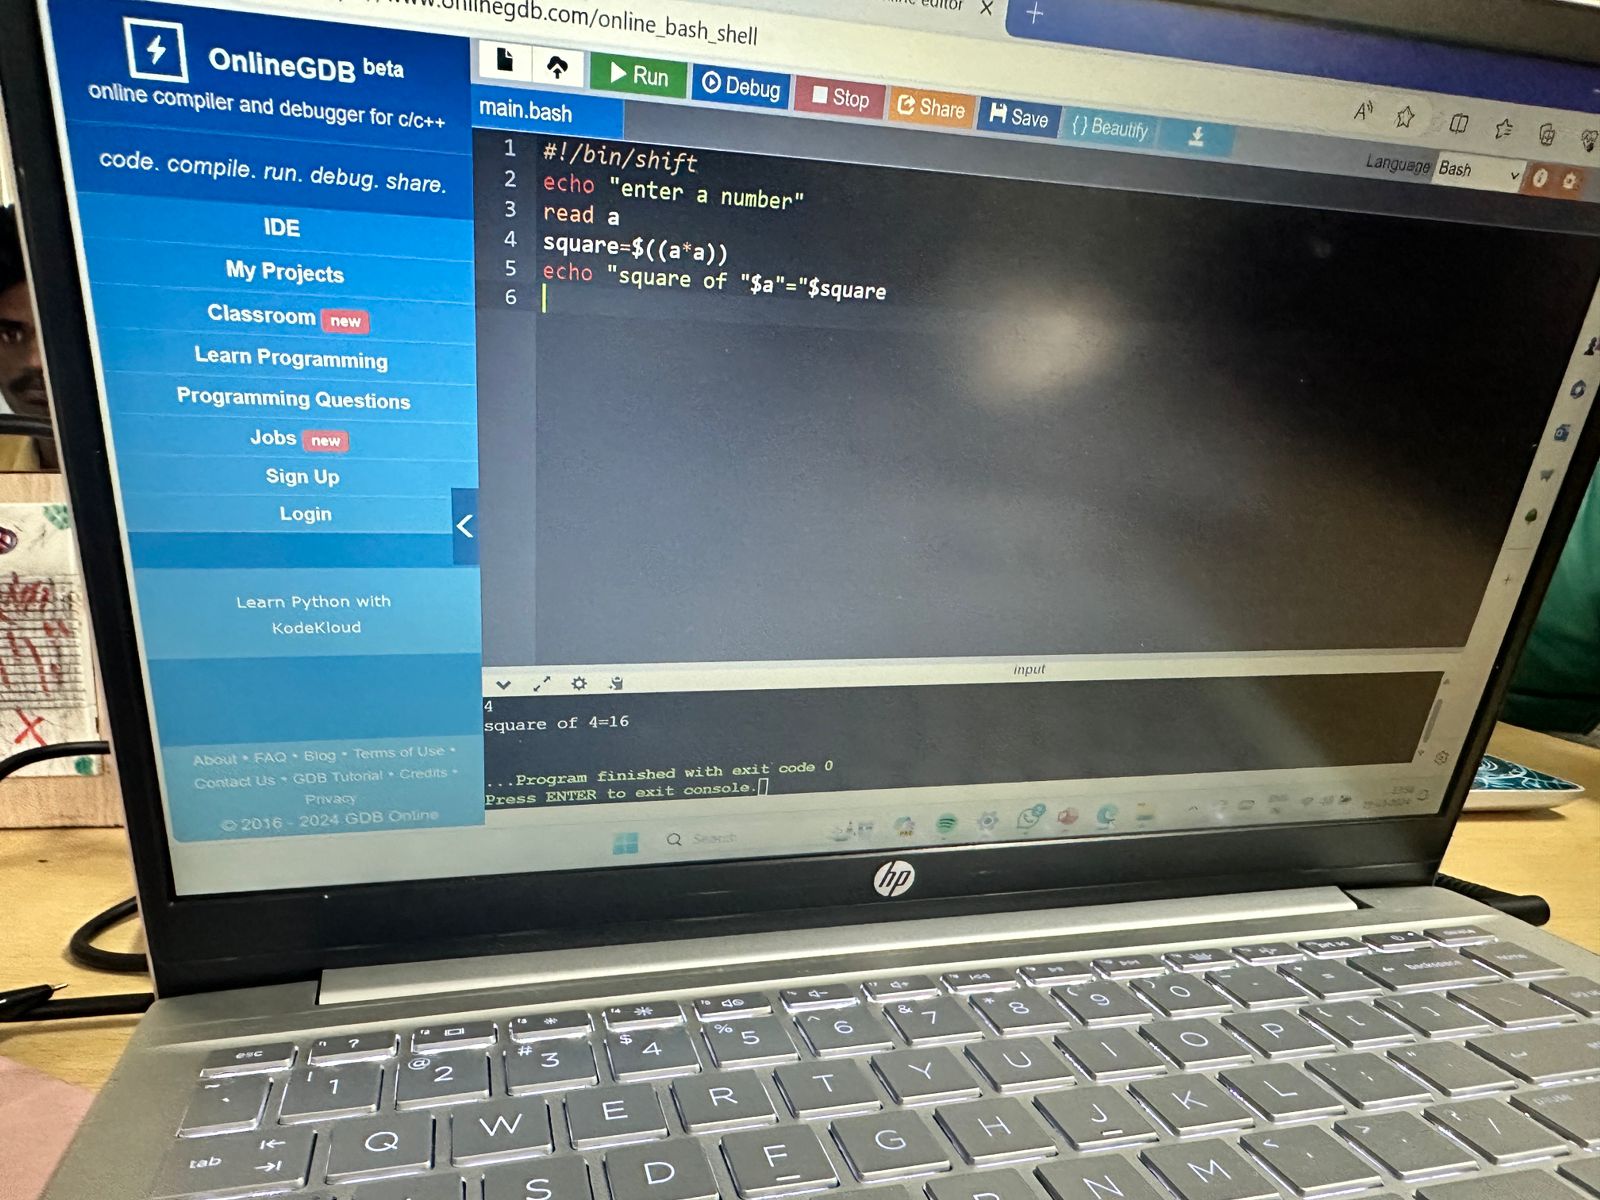 www.onlinegdb.com/online_bash_shell
editor
OnlineGDB beta
online compiler and debugger for c/c++
code. compile. run. debug. share.
IDE
My Projects
Classroom new
Learn Programming
Programming Questions
Jobs new
Sign Up
Login
Learn Python with
KodeKloud
About • FAQ • Blog • Terms of Use •
Contact Us • GDB Tutorial • Credits •
Privacy
© 2016 - 2024 GDB Online
Run Debug Stop Share Save { } Beautify
Language Bash
main.bash
1 #!/bin/shift
2 echo "enter a number"
3 read a
4 square=$((a*a))
5 echo "square of "$a"="$square
6
input
4
square of 4=16
...Program finished with exit code 0
Press ENTER to exit console.
Search
hp
esc
! 1 @ 2 # 3 $ 4 % 5 ^ 6 & 7 * 8 ( 9 ) 0 - = backspace
tab Q W E R T Y U I O P { [ } ]
S D F G H J K L
N M